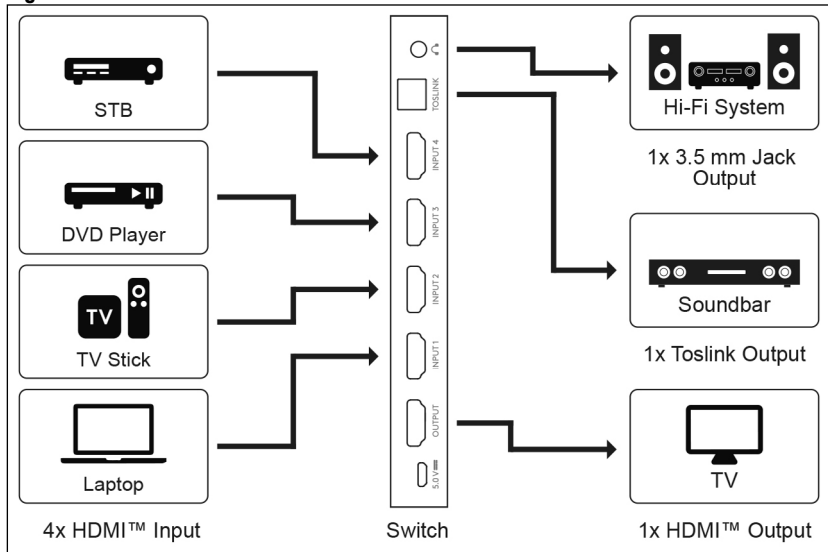 STB
DVD Player
TV
TV Stick
Laptop
4x HDMI™ Input
TOSLINK
INPUT 4
INPUT 3
INPUT 2
INPUT 1
OUTPUT
5.0 V
Switch
Hi-Fi System
1x 3.5 mm Jack
Output
Soundbar
1x Toslink Output
TV
1x HDMI™ Output